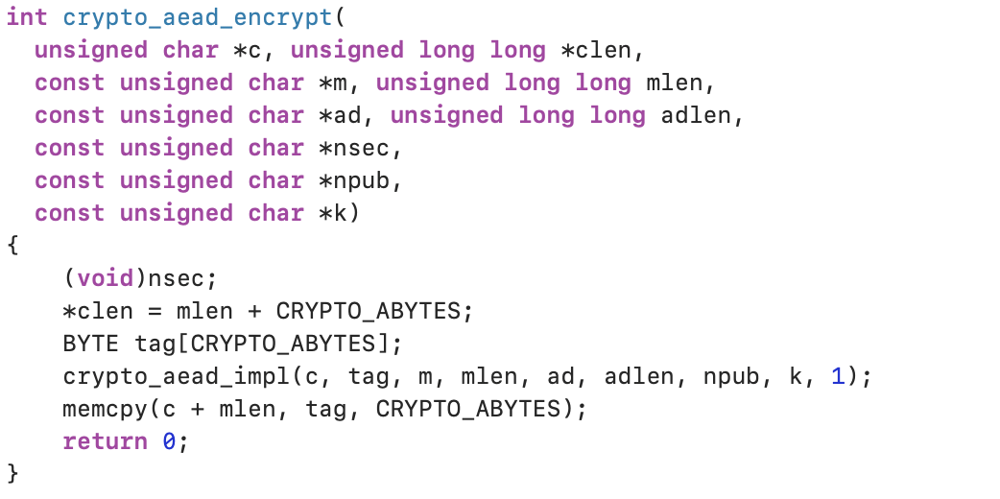 int crypto_aead_encrypt(
  unsigned char *c, unsigned long long *clen,
  const unsigned char *m, unsigned long long mlen,
  const unsigned char *ad, unsigned long long adlen,
  const unsigned char *nsec,
  const unsigned char *npub,
  const unsigned char *k)
{
    (void)nsec;
    *clen = mlen + CRYPTO_ABYTES;
    BYTE tag[CRYPTO_ABYTES];
    crypto_aead_impl(c, tag, m, mlen, ad, adlen, npub, k, 1);
    memcpy(c + mlen, tag, CRYPTO_ABYTES);
    return 0;
}